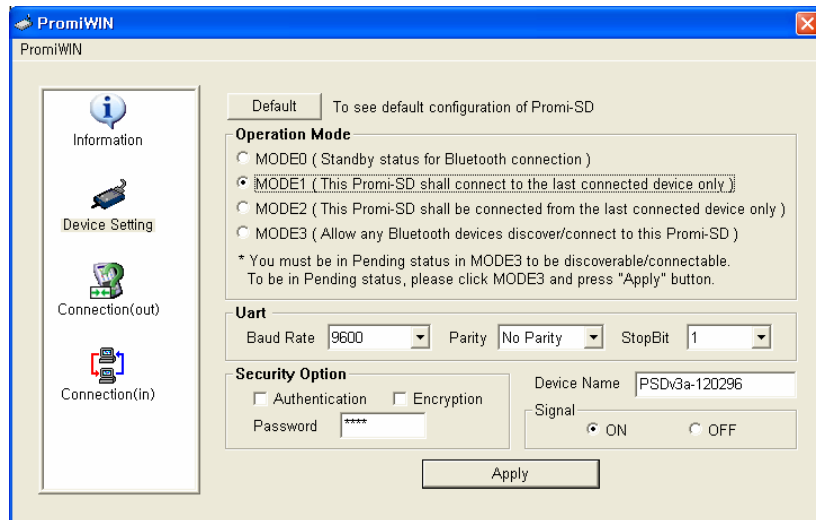 PromiWIN
PromiWIN
Information
Device Setting
Connection(out)
Connection(in)
Default To see default configuration of Promi-SD
Operation Mode
MODE0 ( Standby status for Bluetooth connection )
MODE1 ( This Promi-SD shall connect to the last connected device only )
MODE2 ( This Promi-SD shall be connected from the last connected device only )
MODE3 ( Allow any Bluetooth devices discover/connect to this Promi-SD )
* You must be in Pending status in MODE3 to be discoverable/connectable.
To be in Pending status, please click MODE3 and press "Apply" button.
Uart
Baud Rate 9600 Parity No Parity StopBit 1
Security Option
Authentication Encryption
Password ****
Device Name PSDv3a-120296
Signal
ON OFF
Apply